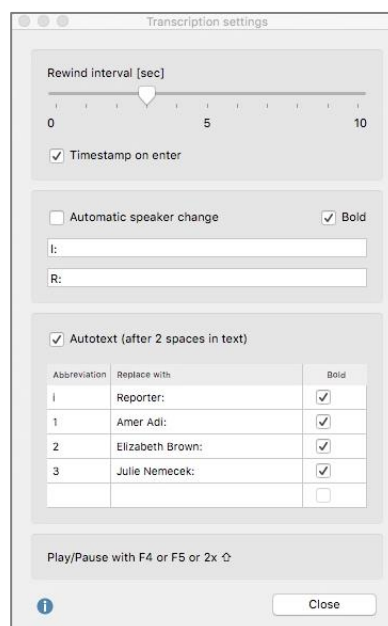 Transcription settings
Rewind interval [sec]
0 5 10
Timestamp on enter
Automatic speaker change Bold
I:
R:
Autotext (after 2 spaces in text)
Abbreviation Replace with Bold
i Reporter:
1 Amer Adi:
2 Elizabeth Brown:
3 Julie Nemecek:
Play/Pause with F4 or F5 or 2x ⇧
Close